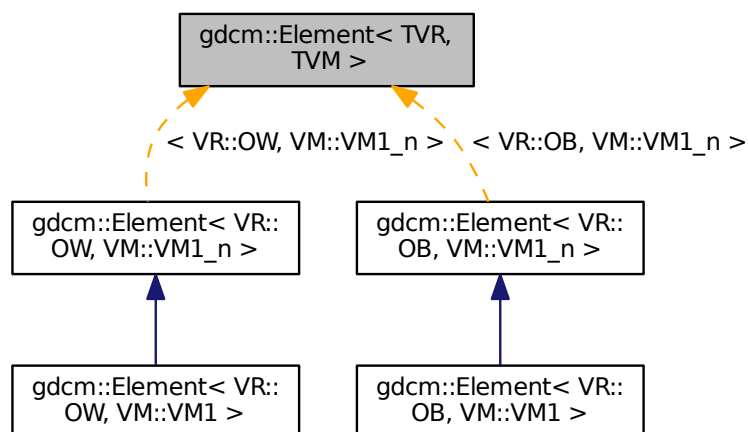 gdcm::Element< TVR,
TVM >
< VR::OW, VM::VM1_n >
< VR::OB, VM::VM1_n >
gdcm::Element< VR::
OW, VM::VM1_n >
gdcm::Element< VR::
OB, VM::VM1_n >
gdcm::Element< VR::
OW, VM::VM1 >
gdcm::Element< VR::
OB, VM::VM1 >